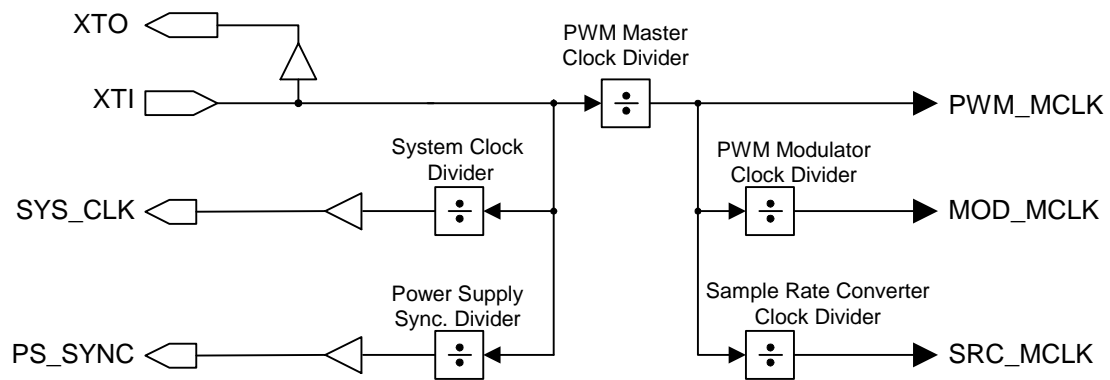 XTO
PWM Master
Clock Divider
XTI
PWM_MCLK
System Clock
Divider
PWM Modulator
Clock Divider
SYS_CLK
MOD_MCLK
Power Supply
Sync. Divider
Sample Rate Converter
Clock Divider
PS_SYNC
SRC_MCLK